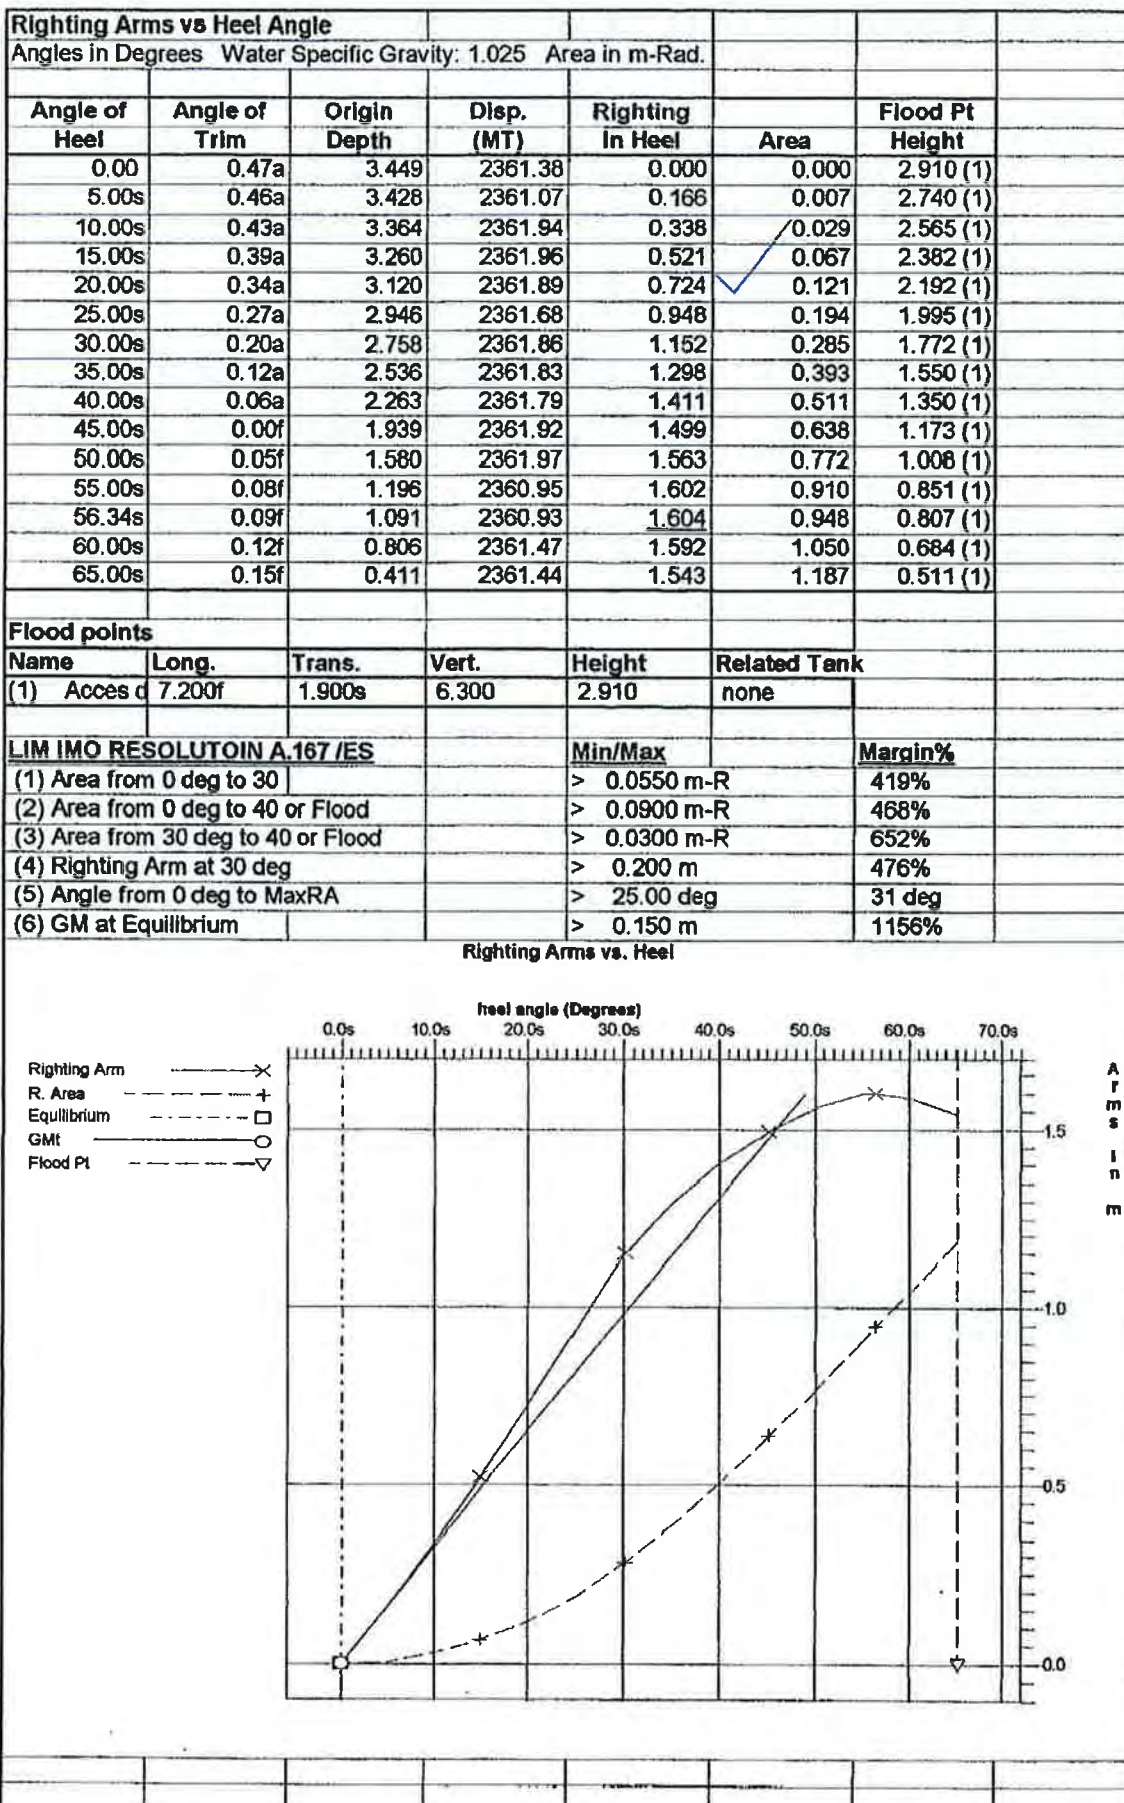 Righting Arms vs Heel Angle
Angles in Degrees Water Specific Gravity: 1.025 Area in m-Rad.
Angle of Angle of Origin Disp. Righting Flood Pt
Heel Trim Depth (MT) in Heel Area Height
0.00 0.47a 3.449 2361.38 0.000 0.000 2.910 (1)
5.00s 0.46a 3.428 2361.07 0.166 0.007 2.740 (1)
10.00s 0.43a 3.364 2361.94 0.338 0.029 2.565 (1)
15.00s 0.39a 3.260 2361.96 0.521 0.067 2.382 (1)
20.00s 0.34a 3.120 2361.89 0.724 0.121 2.192 (1)
25.00s 0.27a 2.946 2361.68 0.948 0.194 1.995 (1)
30.00s 0.20a 2.758 2361.86 1.152 0.285 1.772 (1)
35.00s 0.12a 2.536 2361.83 1.298 0.393 1.550 (1)
40.00s 0.06a 2.263 2361.79 1.411 0.511 1.350 (1)
45.00s 0.00f 1.939 2361.92 1.499 0.638 1.173 (1)
50.00s 0.05f 1.580 2361.97 1.563 0.772 1.008 (1)
55.00s 0.08f 1.196 2360.95 1.602 0.910 0.851 (1)
56.34s 0.09f 1.091 2360.93 1.604 0.948 0.807 (1)
60.00s 0.12f 0.806 2361.47 1.592 1.050 0.684 (1)
65.00s 0.15f 0.411 2361.44 1.543 1.187 0.511 (1)
Flood points
Name Long. Trans. Vert. Height Related Tank
(1) Acces d 7.200f 1.900s 6.300 2.910 none
LIM IMO RESOLUTOIN A.167 /ES Min/Max Margin%
(1) Area from 0 deg to 30 > 0.0550 m-R 419%
(2) Area from 0 deg to 40 or Flood > 0.0900 m-R 468%
(3) Area from 30 deg to 40 or Flood > 0.0300 m-R 652%
(4) Righting Arm at 30 deg > 0.200 m 476%
(5) Angle from 0 deg to MaxRA > 25.00 deg 31 deg
(6) GM at Equilibrium > 0.150 m 1156%
Righting Arms vs. Heel
heel angle (Degrees)
0.0s 10.0s 20.0s 30.0s 40.0s 50.0s 60.0s 70.0s
Righting Arm
R. Area
Equilibrium
GMt
Flood Pt
Arms in m
1.5
1.0
0.5
0.0